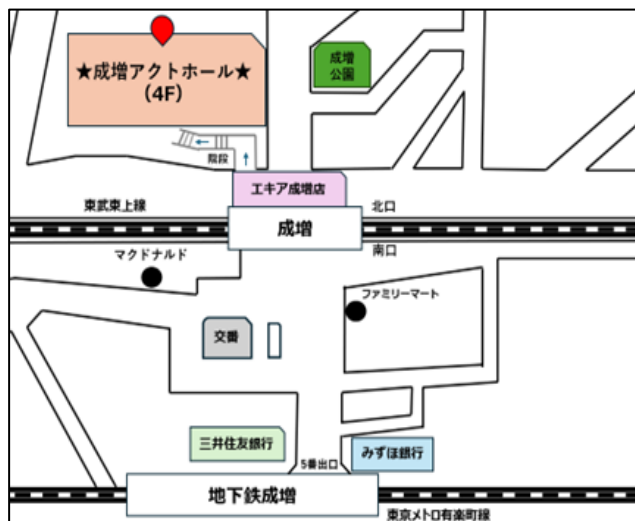 ★成増アクトホール★
(4F)
成増
公園
階段
エキア成増店
東武東上線
北口
成増
南口
マクドナルド
ファミリーマート
交番
三井住友銀行
5番出口
みずほ銀行
地下鉄成増
東京メトロ有楽町線